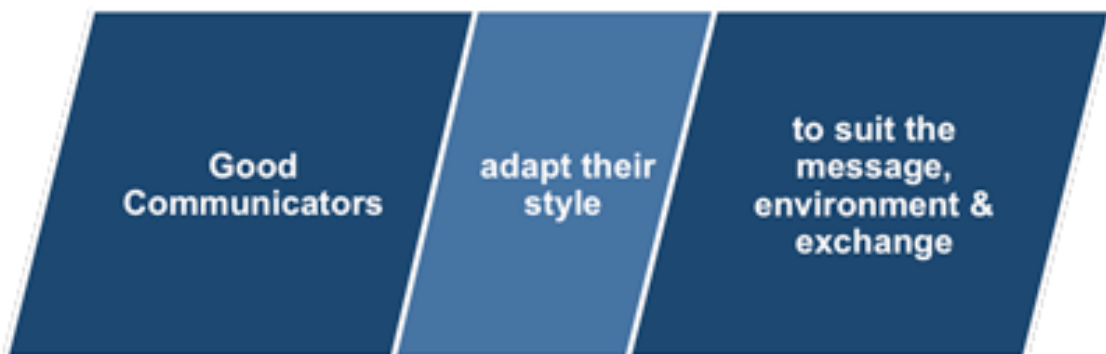 Good
Communicators
adapt their
style
to suit the
message,
environment &
exchange